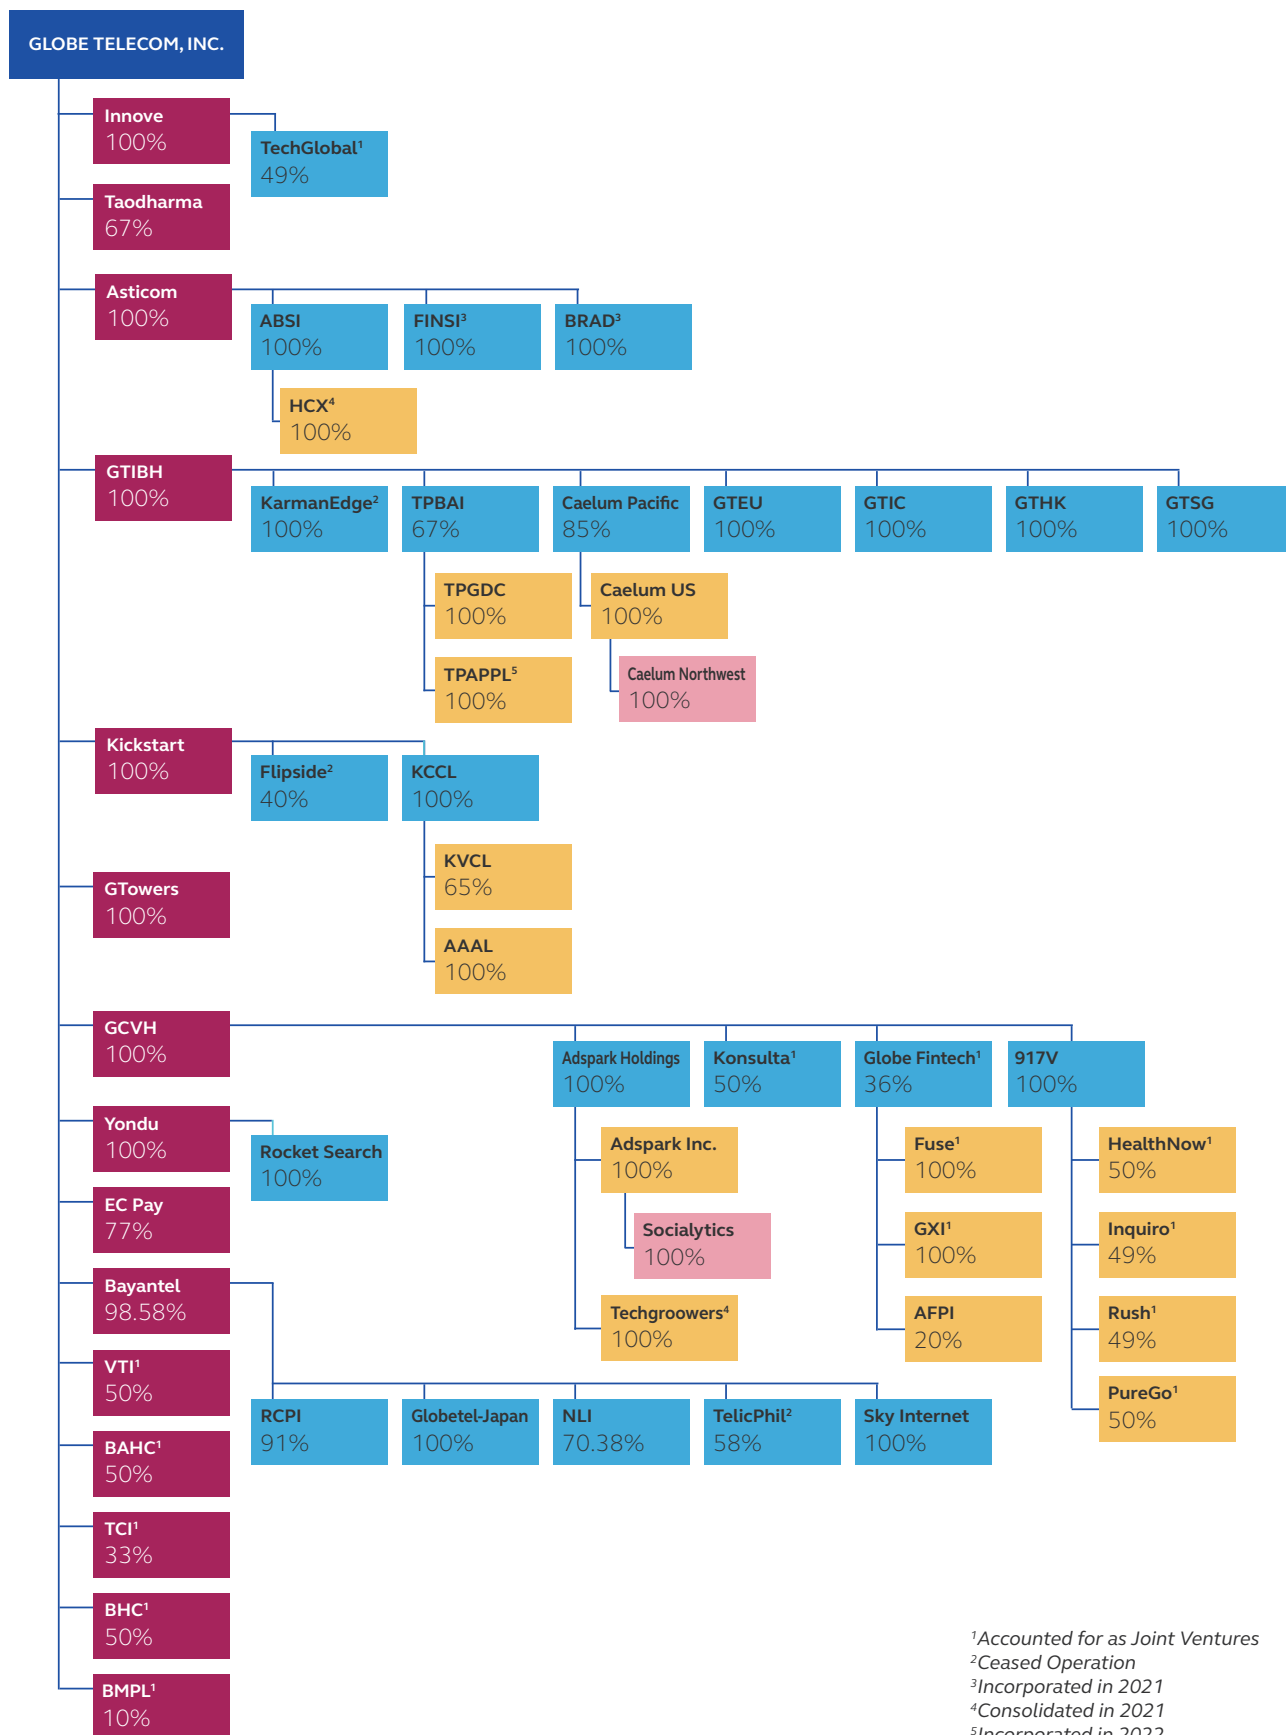 GLOBE TELECOM, INC.
Innove
100%
TechGlobal¹
49%
Taodharma
67%
Asticom
100%
ABSI
100%
FINSI³
100%
BRAD³
100%
HCX⁴
100%
GTIBH
100%
KarmanEdge²
100%
TPBAI
67%
Caelum Pacific
85%
GTEU
100%
GTIC
100%
GTHK
100%
GTSG
100%
TPGDC
100%
Caelum US
100%
TPAPPL⁵
100%
Caelum Northwest
100%
Kickstart
100%
Flipside²
40%
KCCL
100%
KVCL
65%
GTowers
100%
AAAL
100%
GCVH
100%
Adspark Holdings
100%
Konsulta¹
50%
Globe Fintech¹
36%
917V
100%
Yondu
100%
Rocket Search
100%
Adspark Inc.
100%
Fuse¹
100%
HealthNow¹
50%
EC Pay
77%
Socialytics
100%
GXI¹
100%
Inquiro¹
49%
Bayantel
98.58%
Techgroowers⁴
100%
AFPI
20%
Rush¹
49%
VTI¹
50%
PureGo¹
50%
RCPI
91%
Globetel-Japan
100%
NLI
70.38%
TelicPhil²
58%
Sky Internet
100%
BAHC¹
50%
TCI¹
33%
BHC¹
50%
BMPL¹
10%
¹Accounted for as Joint Ventures
²Ceased Operation
³Incorporated in 2021
⁴Consolidated in 2021
⁵Incorporated in 2022